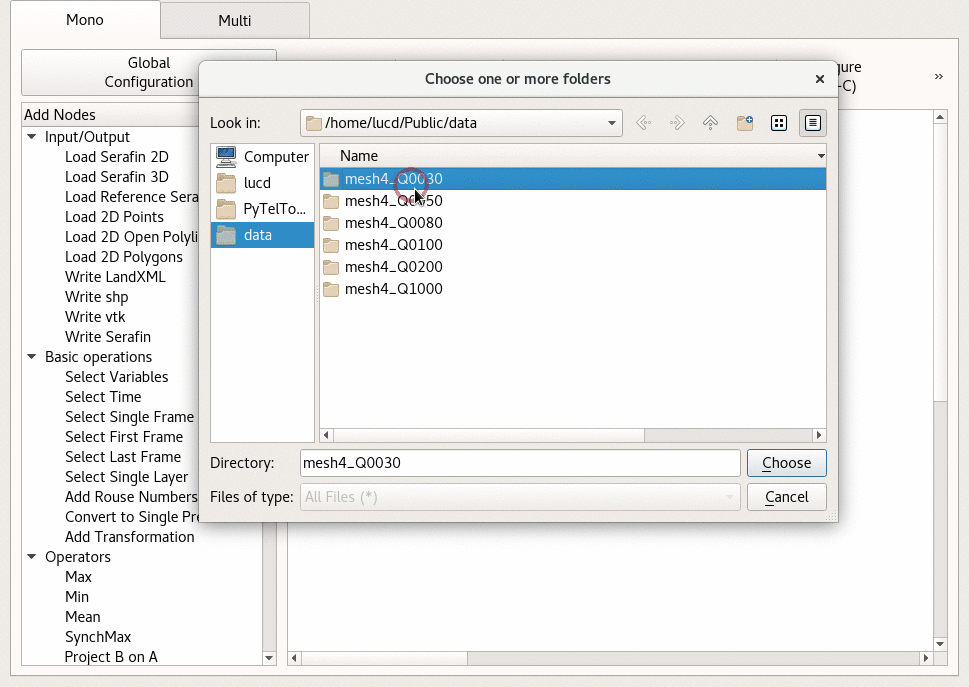 Mono
Multi
Global
Configuration
gure
-C)
»
Add Nodes
Input/Output
Load Serafin 2D
Load Serafin 3D
Load Reference Sera
Load 2D Points
Load 2D Open Polyli
Load 2D Polygons
Write LandXML
Write shp
Write vtk
Write Serafin
Basic operations
Select Variables
Select Time
Select Single Frame
Select First Frame
Select Last Frame
Select Single Layer
Add Rouse Numbers
Convert to Single Pre
Add Transformation
Operators
Max
Min
Mean
SynchMax
Project B on A
Choose one or more folders
Look in:
/home/lucd/Public/data
Computer
lucd
PyTelTo...
data
Name
mesh4_Q0030
mesh4_Q0050
mesh4_Q0080
mesh4_Q0100
mesh4_Q0200
mesh4_Q1000
Directory:
mesh4_Q0030
Choose
Files of type:
All Files (*)
Cancel